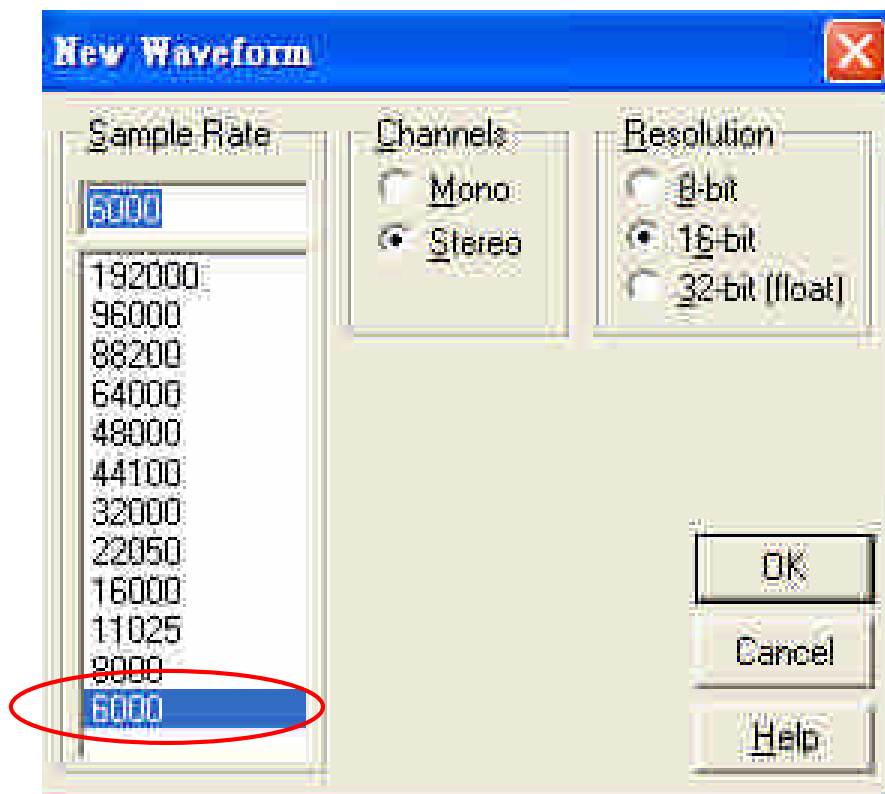 New Waveform
Sample Rate
6000
192000
96000
88200
64000
48000
44100
32000
22050
16000
11025
8000
6000
Channels
Mono
Stereo
Resolution
8-bit
16-bit
32-bit (float)
OK
Cancel
Help